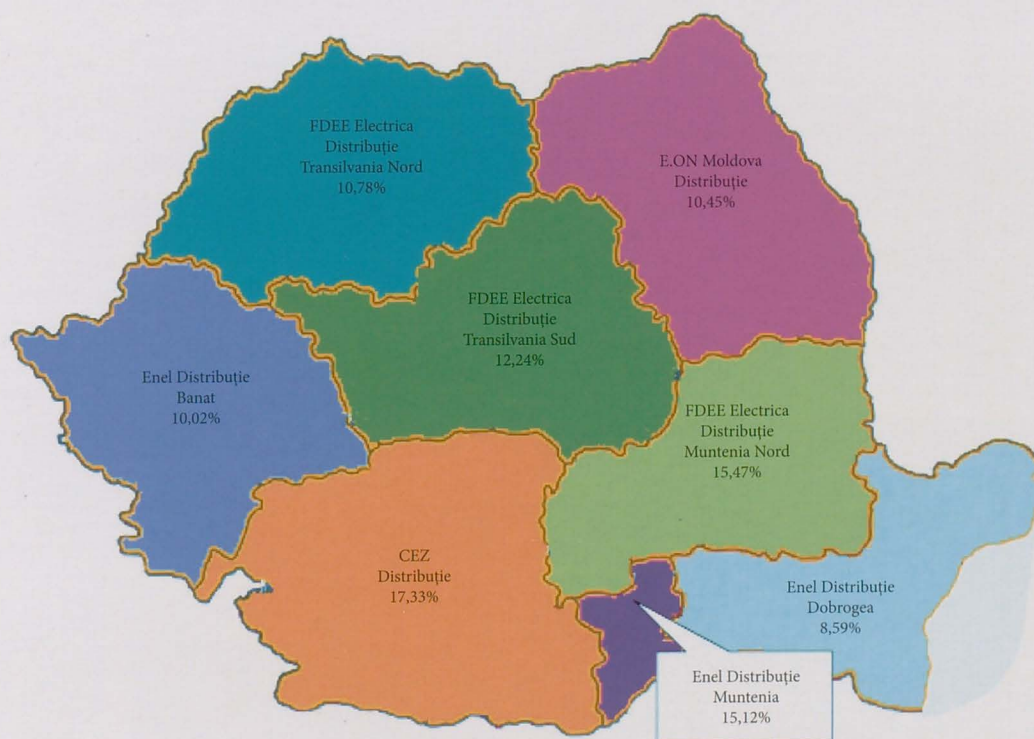 FDEE Electrica
Distribuție
Transilvania Nord
10,78%
E.ON Moldova
Distribuție
10,45%
FDEE Electrica
Distribuție
Transilvania Sud
12,24%
Enel Distribuție
Banat
10,02%
FDEE Electrica
Distribuție
Muntenia Nord
15,47%
CEZ
Distribuție
17,33%
Enel Distribuție
Dobrogea
8,59%
Enel Distribuție
Muntenia
15,12%